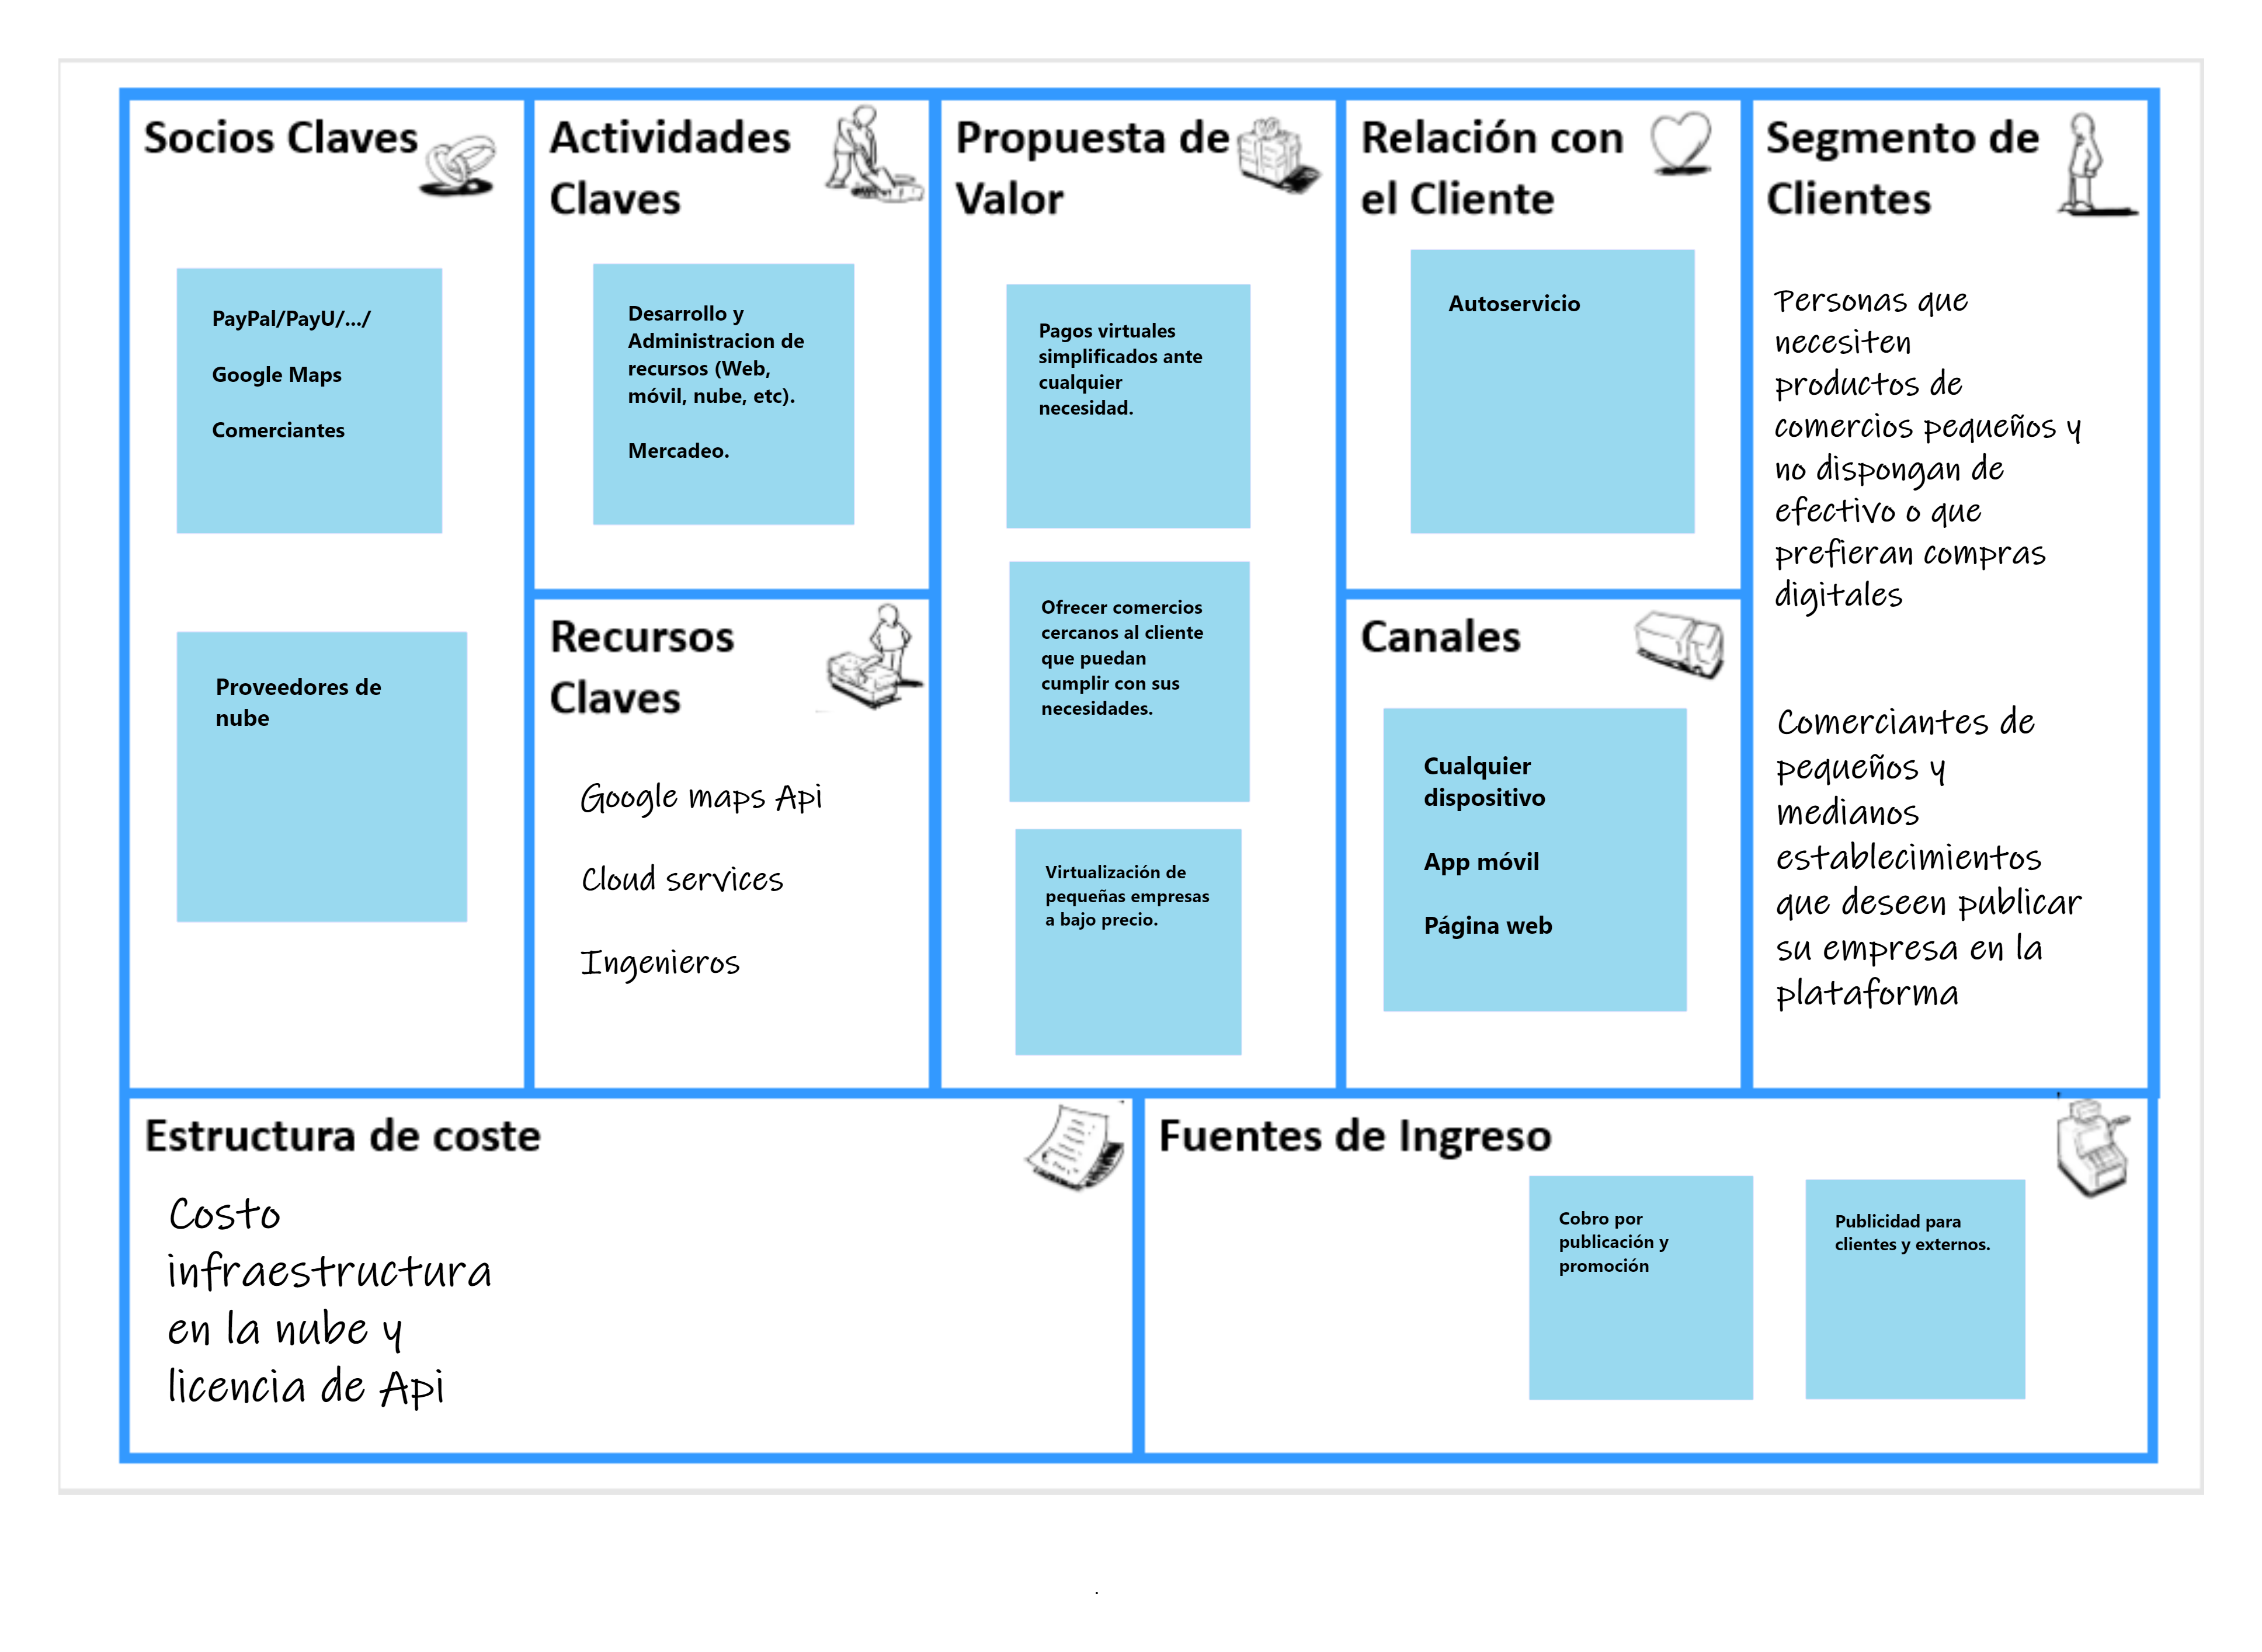 Socios Claves
PayPal/PayU/.../
Google Maps
Comerciantes
Proveedores de
nube
Actividades
Claves
Desarrollo y
Administracion de
recursos (Web,
móvil, nube, etc).
Mercadeo.
Recursos
Claves
Google maps Api
Cloud services
Ingenieros
Propuesta de
Valor
Pagos virtuales
simplificados ante
cualquier
necesidad.
Ofrecer comercios
cercanos al cliente
que puedan
cumplir con sus
necesidades.
Virtualización de
pequeñas empresas
a bajo precio.
Relación con
el Cliente
Autoservicio
Canales
Cualquier
dispositivo
App móvil
Página web
Segmento de
Clientes
Personas que
necesiten
productos de
comercios pequeños y
no dispongan de
efectivo o que
prefieran compras
digitales
Comerciantes de
pequeños y
medianos
establecimientos
que deseen publicar
su empresa en la
plataforma
Estructura de coste
Costo
infraestructura
en la nube y
licencia de Api
Fuentes de Ingreso
Cobro por
publicación y
promoción
Publicidad para
clientes y externos.
.